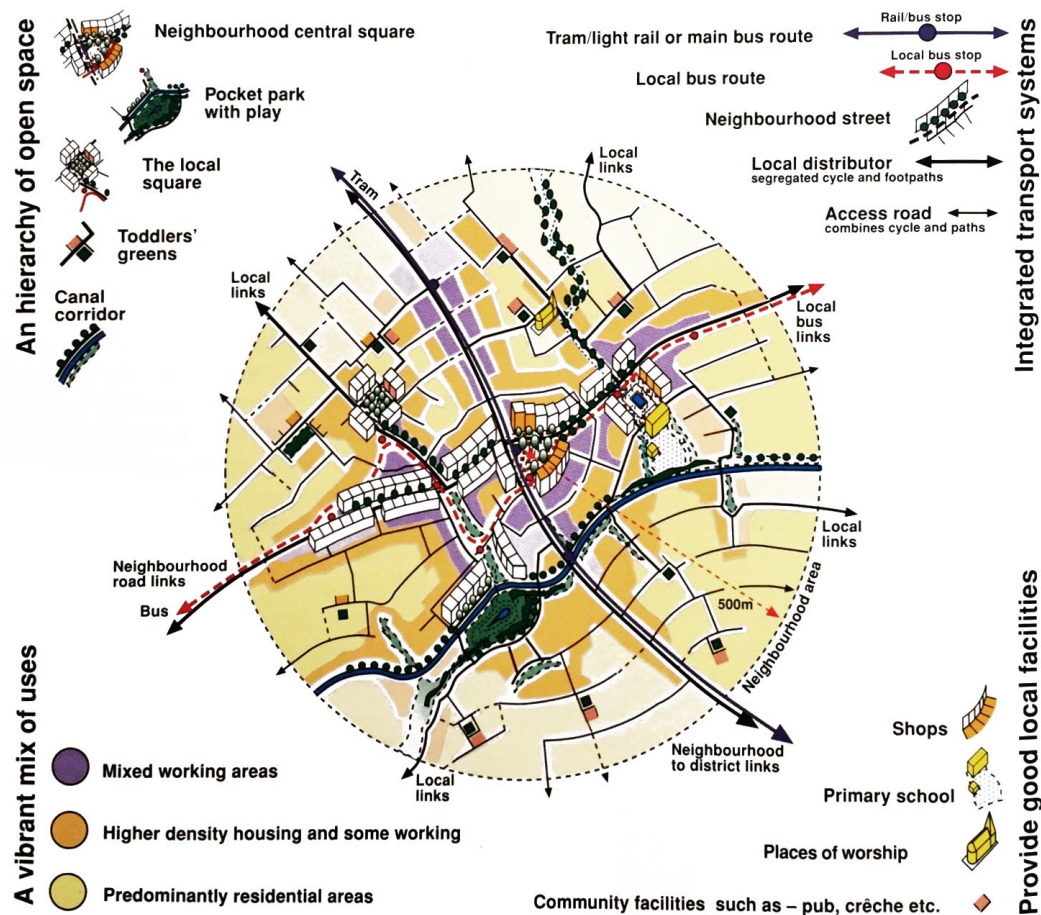 An hierarchy of open space
Neighbourhood central square
Pocket park
with play
The local
square
Toddlers'
greens
Canal
corridor
Integrated transport systems
Rail/bus stop
Tram/light rail or main bus route
Local bus stop
Local bus route
Neighbourhood street
Local distributor
segregated cycle and footpaths
Access road
combines cycle and paths
Tram
Local
links
Local
links
Local
bus
links
Local
links
Neighbourhood
road links
Bus
500m
Neighbourhood area
Neighbourhood
to district links
Local
links
A vibrant mix of uses
Mixed working areas
Higher density housing and some working
Predominantly residential areas
Provide good local facilities
Shops
Primary school
Places of worship
Community facilities such as – pub, crêche etc.